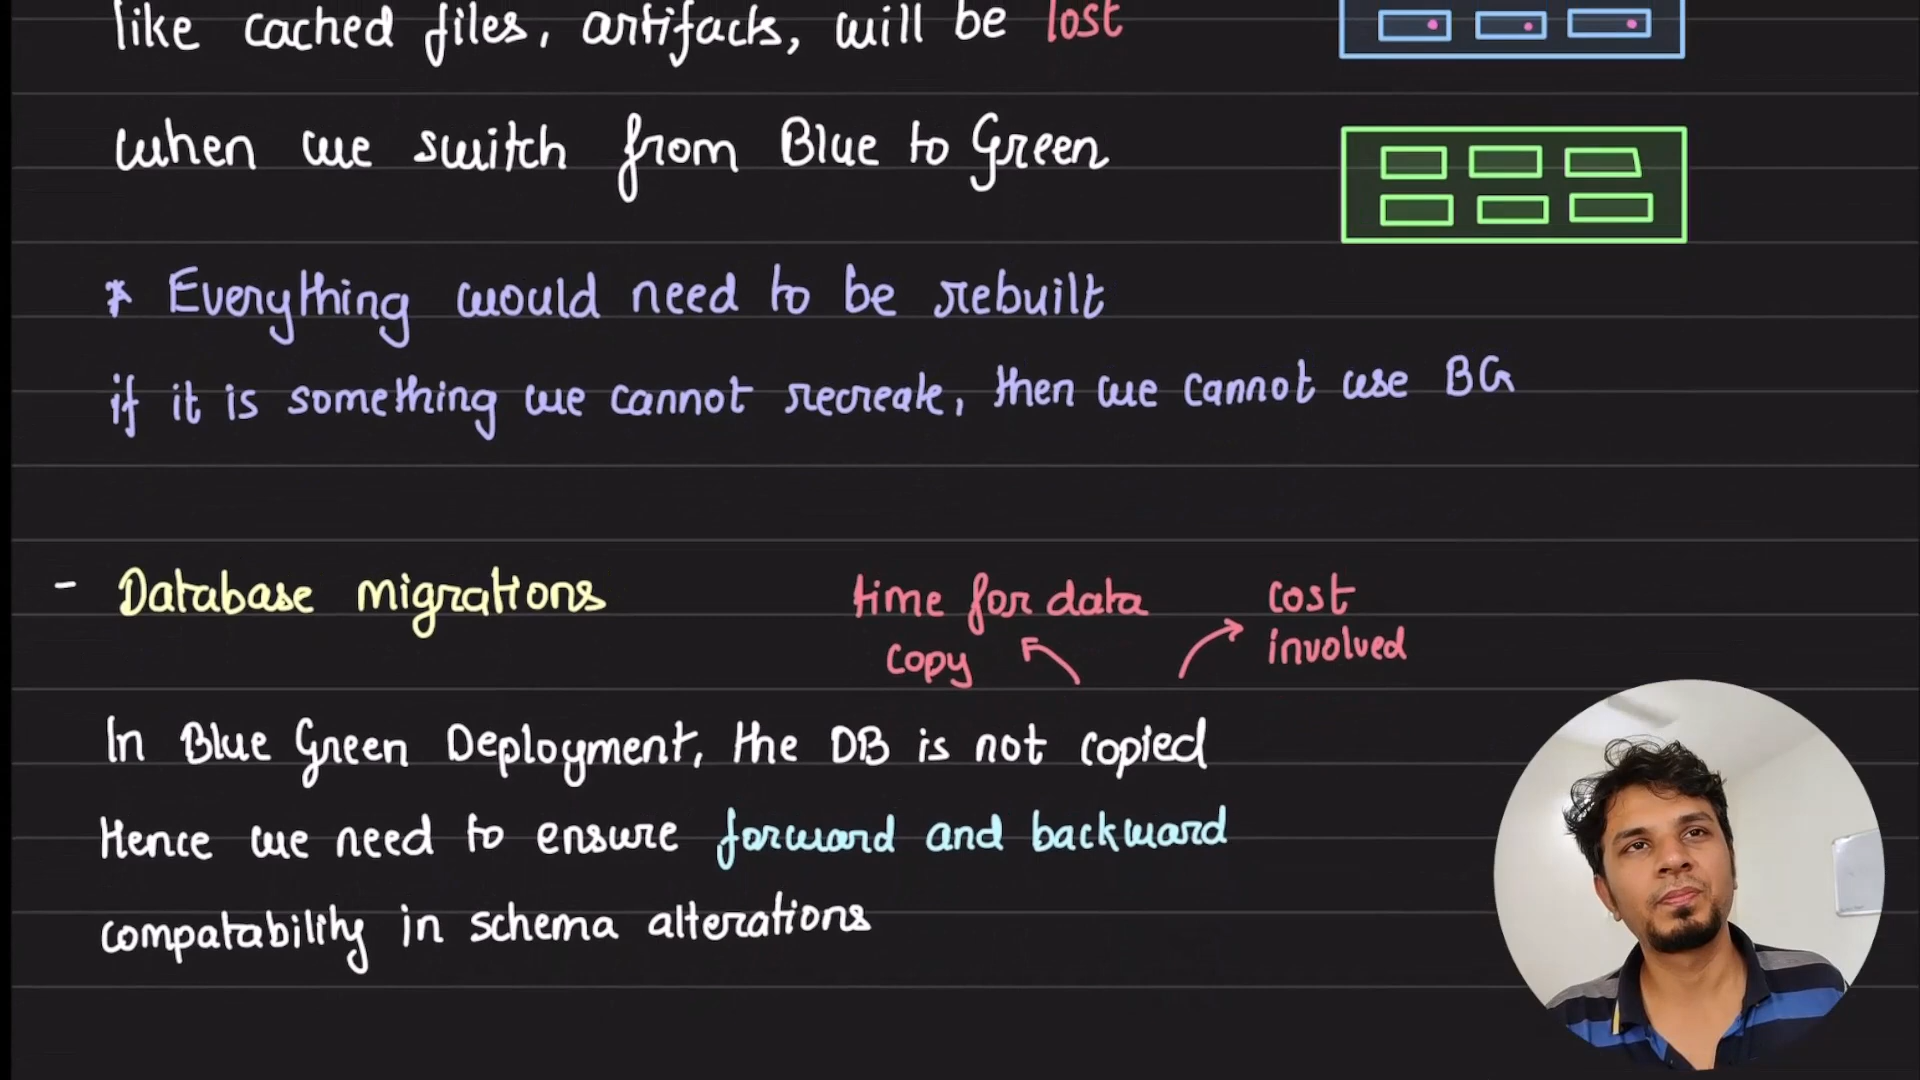 like cached files, artifacts, will be lost
when we switch from Blue to Green
* Everything would need to be rebuilt
if it is something we cannot recreate, then we cannot use BG
- Database migrations
time for data copy
cost involved
In Blue Green Deployment, the DB is not copied
Hence we need to ensure forward and backward
compatability in schema alterations